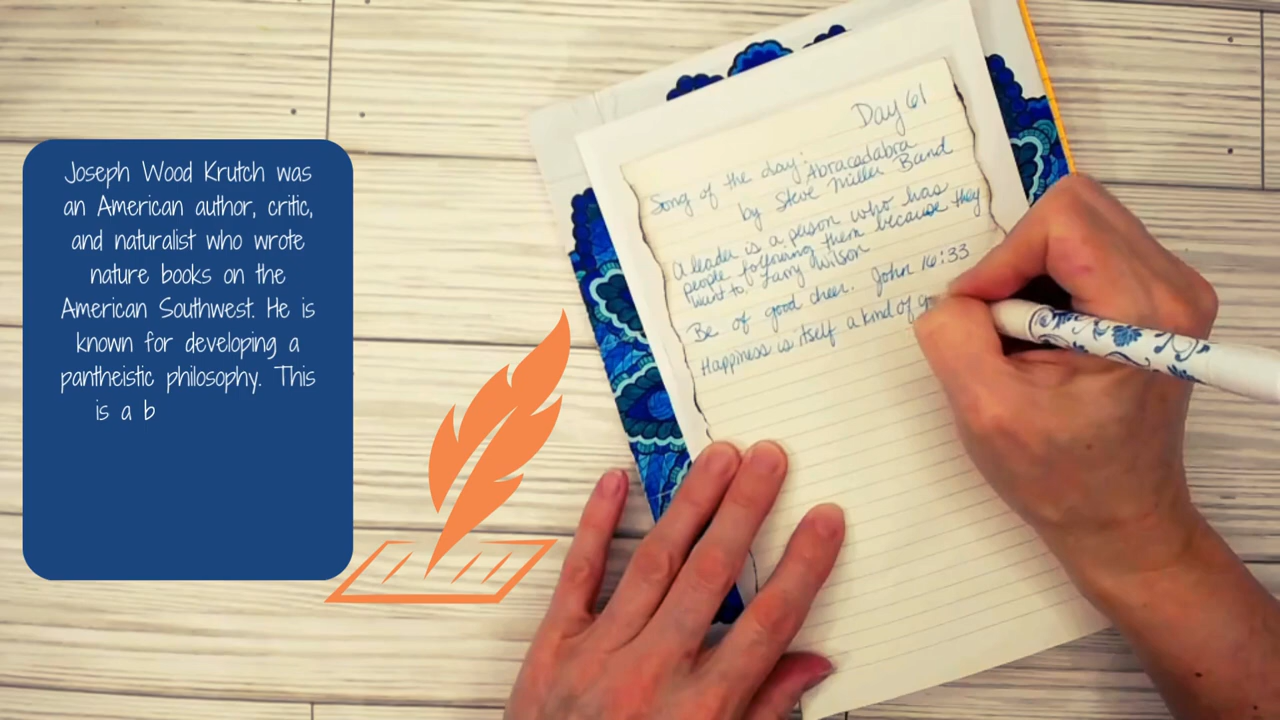 Joseph Wood Krutch was
an American author, critic,
and naturalist who wrote
nature books on the
American Southwest. He is
known for developing a
pantheistic philosophy. This
is a b
Day 61
Song of the day: Abracadabra
by Steve Miller Band
A leader is a person who has
people following them because they
want to. Larry Wilson
Be of good cheer. John 16:33
Happiness is itself a kind of g